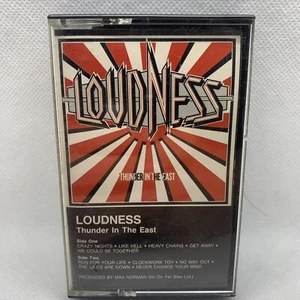 LOUDNESS
THUNDER IN THE EAST
LOUDNESS
Thunder In The East
Side One
CRAZY NIGHTS • LIKE HELL • HEAVY CHAINS • GET AWAY •
WE COULD BE TOGETHER
Side Two
RUN FOR YOUR LIFE • CLOCKWORK TOY • NO WAY OUT •
THE LINES ARE DOWN • NEVER CHANGE YOUR MIND
PRODUCED BY MAX NORMAN